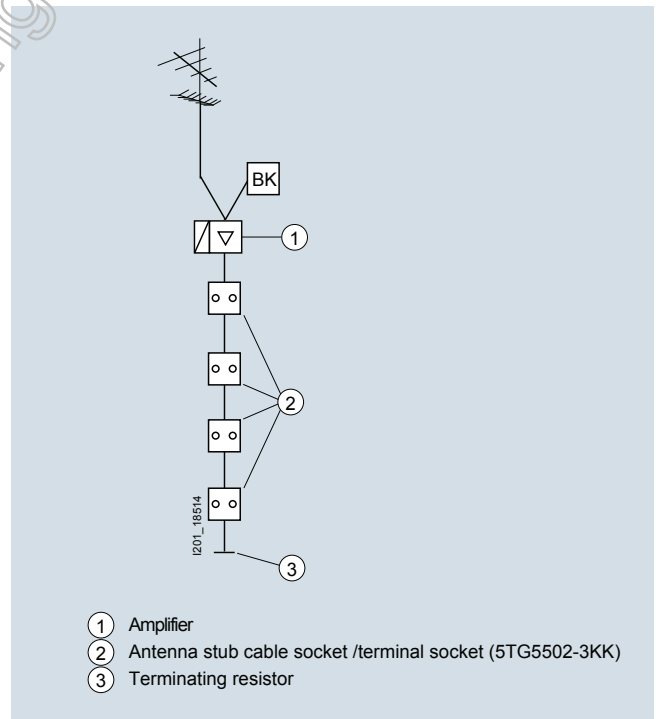 BK
1
2
I201_18514
3
1 Amplifier
2 Antenna stub cable socket /terminal socket (5TG5502-3KK)
3 Terminating resistor